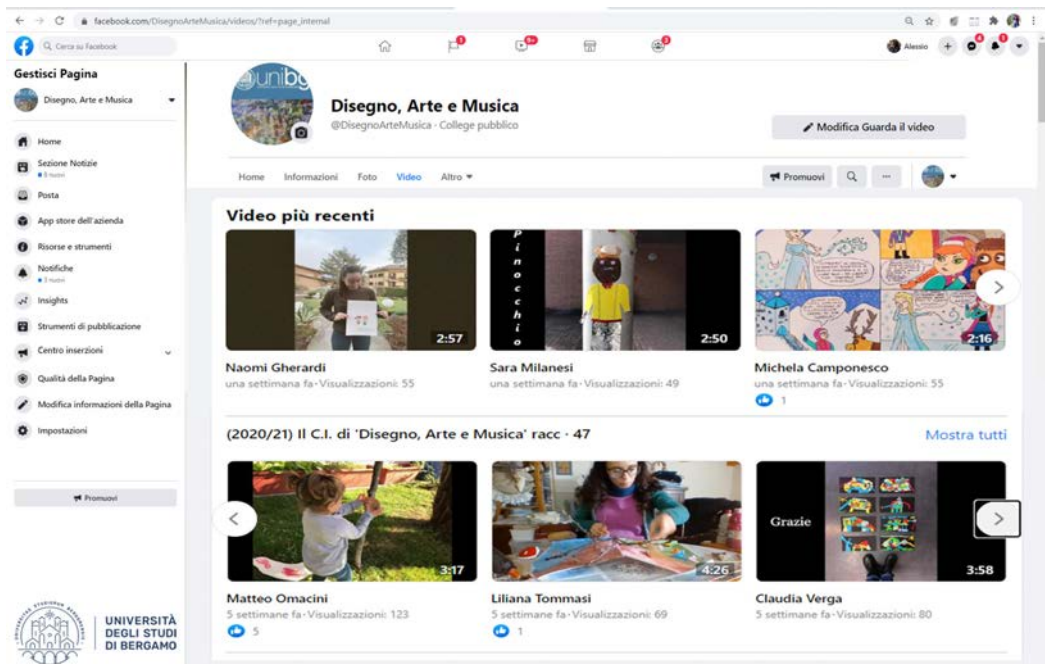 facebook.com/DisegnoArteMusica/videos/?ref=page_internal
Cerca su Facebook
9+
3
Alessio
Gestisci Pagina
Disegno, Arte e Musica
Home
Sezione Notizie
8 nuovi
Posta
App store dell'azienda
Risorse e strumenti
Notifiche
3 nuovi
Insights
Strumenti di pubblicazione
Centro inserzioni
Qualità della Pagina
Modifica informazioni della Pagina
Impostazioni
Promuovi
UNIVERSITÀ
DEGLI STUDI
DI BERGAMO
unibg
Disegno, Arte e Musica
@DisegnoArteMusica · College pubblico
Modifica Guarda il video
Home Informazioni Foto Video Altro
Promuovi
Video più recenti
2:57
Pinocchio
2:50
2:16
Naomi Gherardi
una settimana fa · Visualizzazioni: 55
Sara Milanesi
una settimana fa · Visualizzazioni: 49
Michela Camponesco
una settimana fa · Visualizzazioni: 55
1
(2020/21) Il C.I. di 'Disegno, Arte e Musica' racc · 47
Mostra tutti
3:17
4:26
Grazie
3:58
Matteo Omacini
5 settimane fa · Visualizzazioni: 123
5
Liliana Tommasi
5 settimane fa · Visualizzazioni: 69
1
Claudia Verga
5 settimane fa · Visualizzazioni: 80